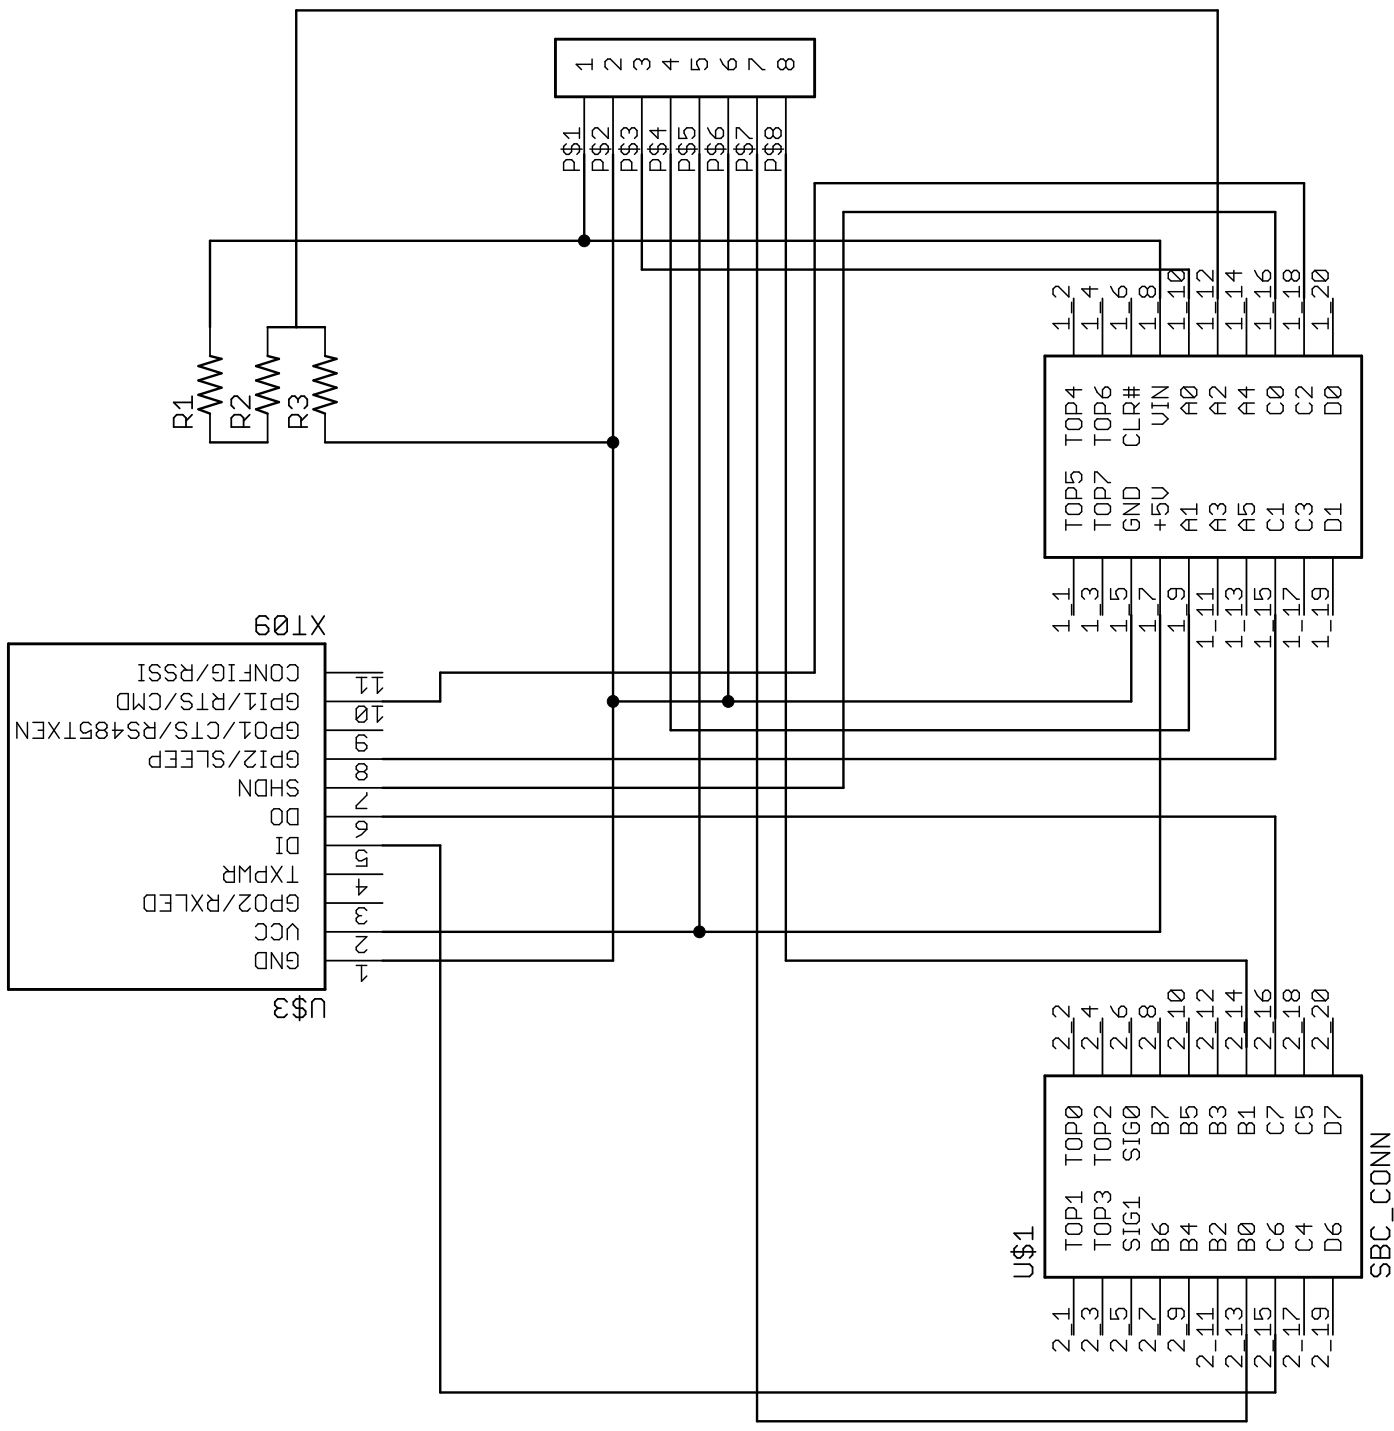 1 2 3 4 5 6 7 8
P$1 P$2 P$3 P$4 P$5 P$6 P$7 P$8
1_2 1_4 1_6 1_8 1_10 1_12 1_14 1_16 1_18 1_20
R1 R2 R3
TOP4 TOP6 CLR# VIN A0 A2 A4 C0 C2 D0
TOP5 TOP7 GND +5V A1 A3 A5 C1 C3 D1
1_1 1_3 1_5 1_7 1_9 1_11 1_13 1_15 1_17 1_19
XT09
CONFIG/RSSI 11
GPI1/RTS/CMD 10
GPO1/CTS/RS485TXEN 9
GPI2/SLEEP 8
SHDN 7
DO 6
DI 5
TXPWR 4
GPO2/RXLED 3
VCC 2
GND 1
U$3
2_2 2_4 2_6 2_8 2_10 2_12 2_14 2_16 2_18 2_20
TOP0 TOP2 SIG0 B7 B5 B3 B1 C7 C5 D7
TOP1 TOP3 SIG1 B6 B4 B2 B0 C6 C4 D6
U$1
SBC_CONN
2_1 2_3 2_5 2_7 2_9 2_11 2_13 2_15 2_17 2_19